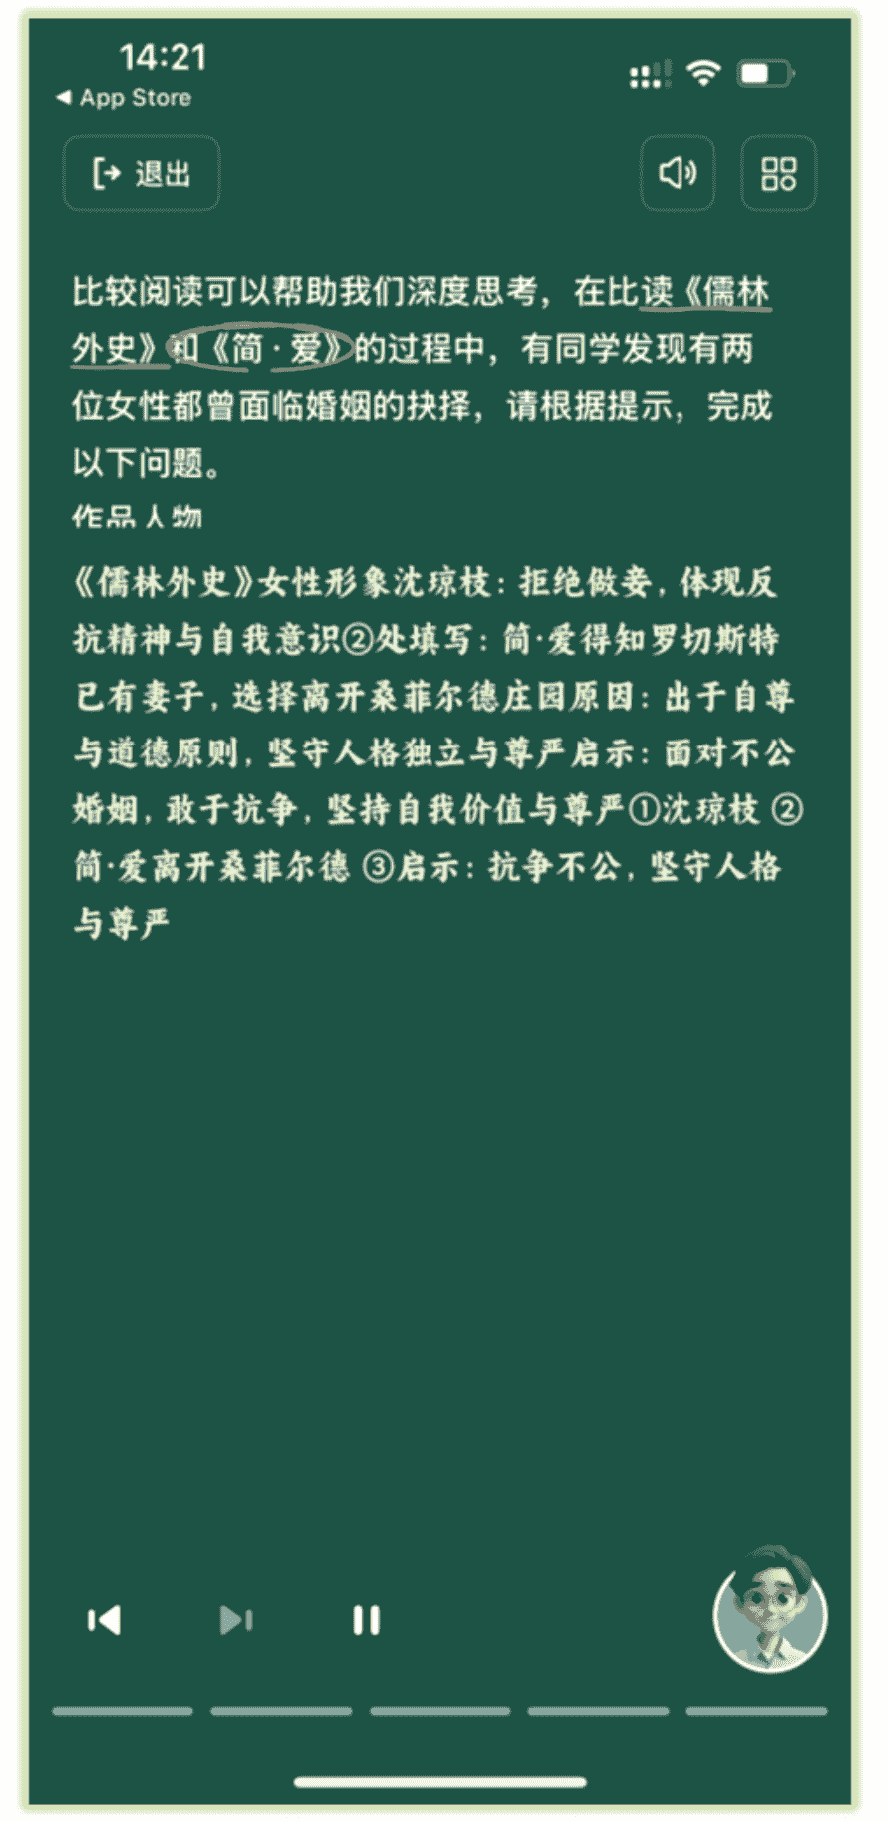 14:21
◀ App Store
退出
比较阅读可以帮助我们深度思考，在比读《儒林
外史》和《简·爱》的过程中，有同学发现有两
位女性都曾面临婚姻的抉择，请根据提示，完成
以下问题。
作品人物
《儒林外史》女性形象沈琼枝：拒绝做妾，体现反
抗精神与自我意识②处填写：简·爱得知罗切斯特
已有妻子，选择离开桑菲尔德庄园原因：出于自尊
与道德原则，坚守人格独立与尊严启示：面对不公
婚姻，敢于抗争，坚持自我价值与尊严①沈琼枝 ②
简·爱离开桑菲尔德 ③启示：抗争不公，坚守人格
与尊严